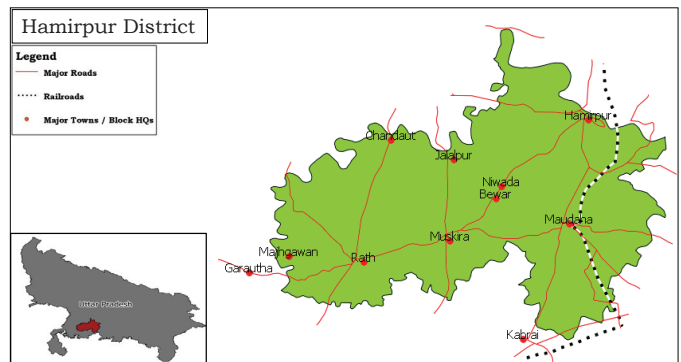 Hamirpur District
Legend
Major Roads
Railroads
Major Towns / Block HQs
Hamirpur
Chandaut
Jalalpur
Niwada
Bewar
Maudaha
Muskira
Majhgawan
Rath
Garautha
Kabrai
Uttar Pradesh